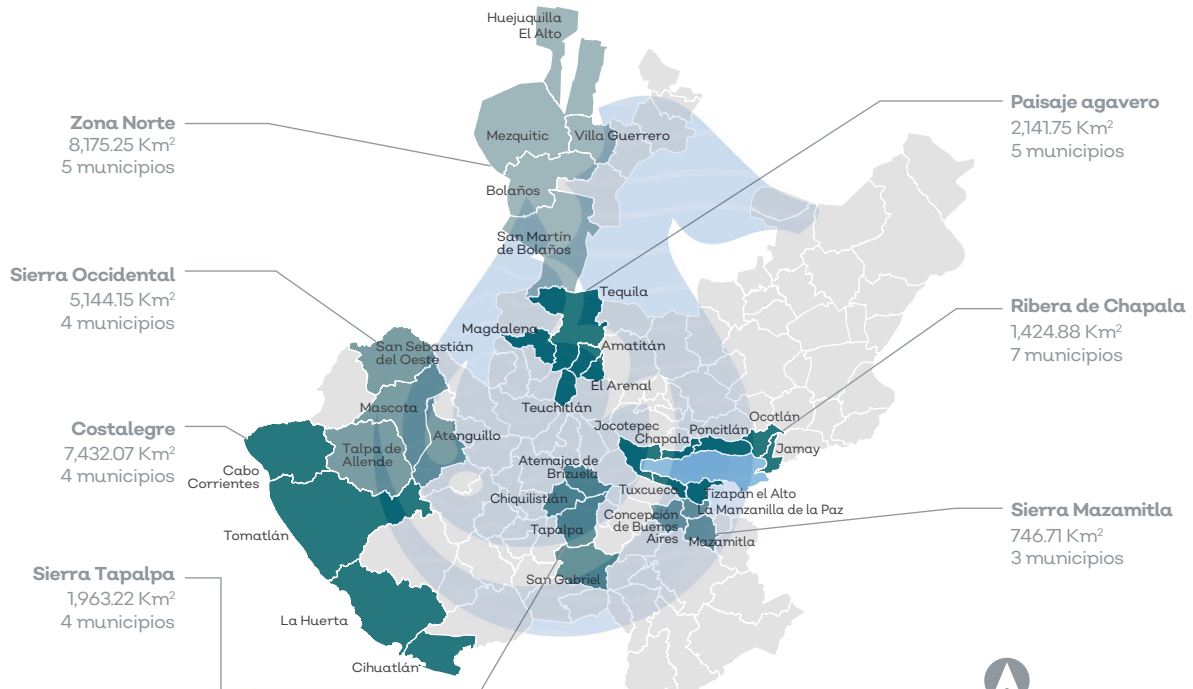 Huejuquilla
El Alto
Zona Norte
8,175.25 Km²
5 municipios
Mezquitic
Villa Guerrero
Bolaños
San Martín
de Bolaños
Paisaje agavero
2,141.75 Km²
5 municipios
Sierra Occidental
5,144.15 Km²
4 municipios
Tequila
Magdalena
Amatitán
El Arenal
Teuchitlán
San Sebastián
del Oeste
Mascota
Atenguillo
Talpa de
Allende
Ribera de Chapala
1,424.88 Km²
7 municipios
Costalegre
7,432.07 Km²
4 municipios
Cabo
Corrientes
Tomatlán
La Huerta
Cihuatlán
Jocotepec
Chapala
Poncitlán
Ocotlán
Jamay
Tuxcueca
Tizapán el Alto
La Manzanilla de la Paz
Concepción
de Buenos
Aires
Mazamitla
Atemajac de
Brizuela
Chiquilistlán
Tapalpa
San Gabriel
Sierra Mazamitla
746.71 Km²
3 municipios
Sierra Tapalpa
1,963.22 Km²
4 municipios